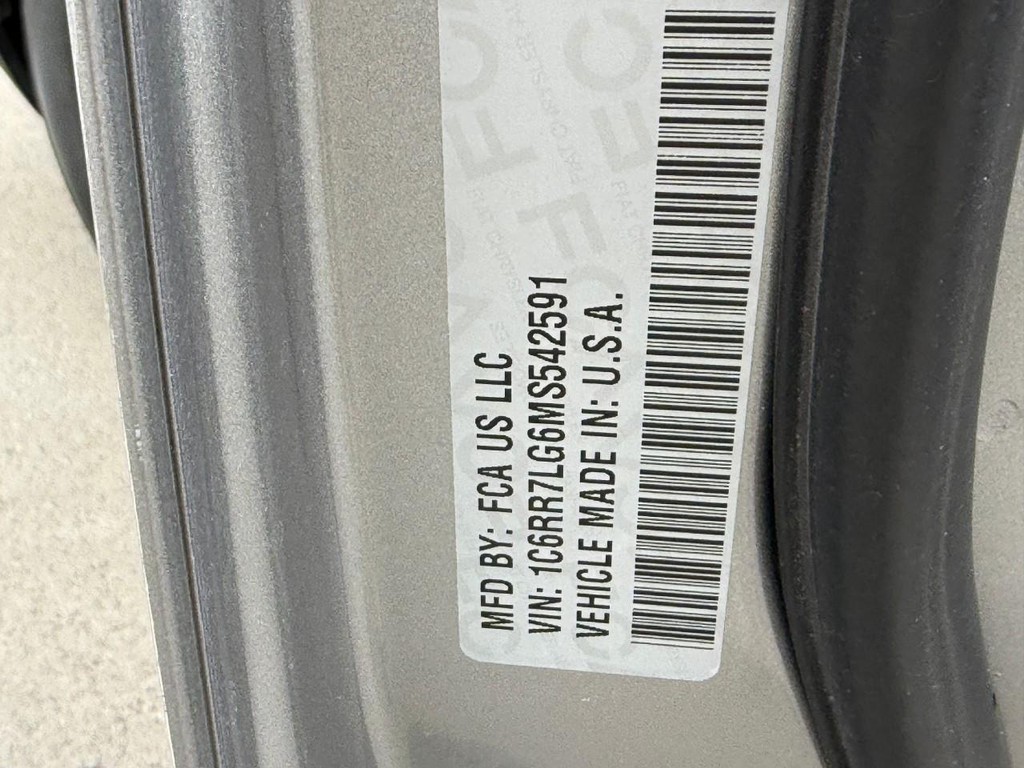 MFD BY: FCA US LLC
VIN: 1C6RR7LG6MS542591
VEHICLE MADE IN: U.S.A.